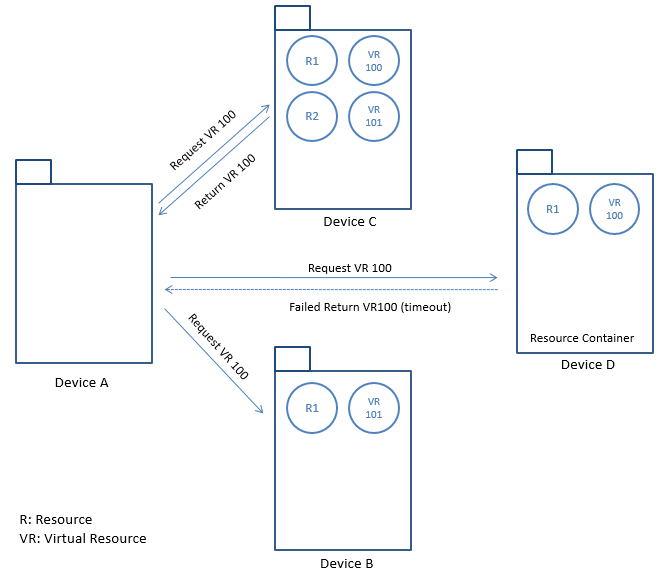 R1
VR
100
R2
VR
101
Device C
Request VR 100
Return VR 100
R1
VR
100
Resource Container
Device D
Request VR 100
Failed Return VR100 (timeout)
Device A
Request VR 100
R1
VR
101
Device B
R: Resource
VR: Virtual Resource